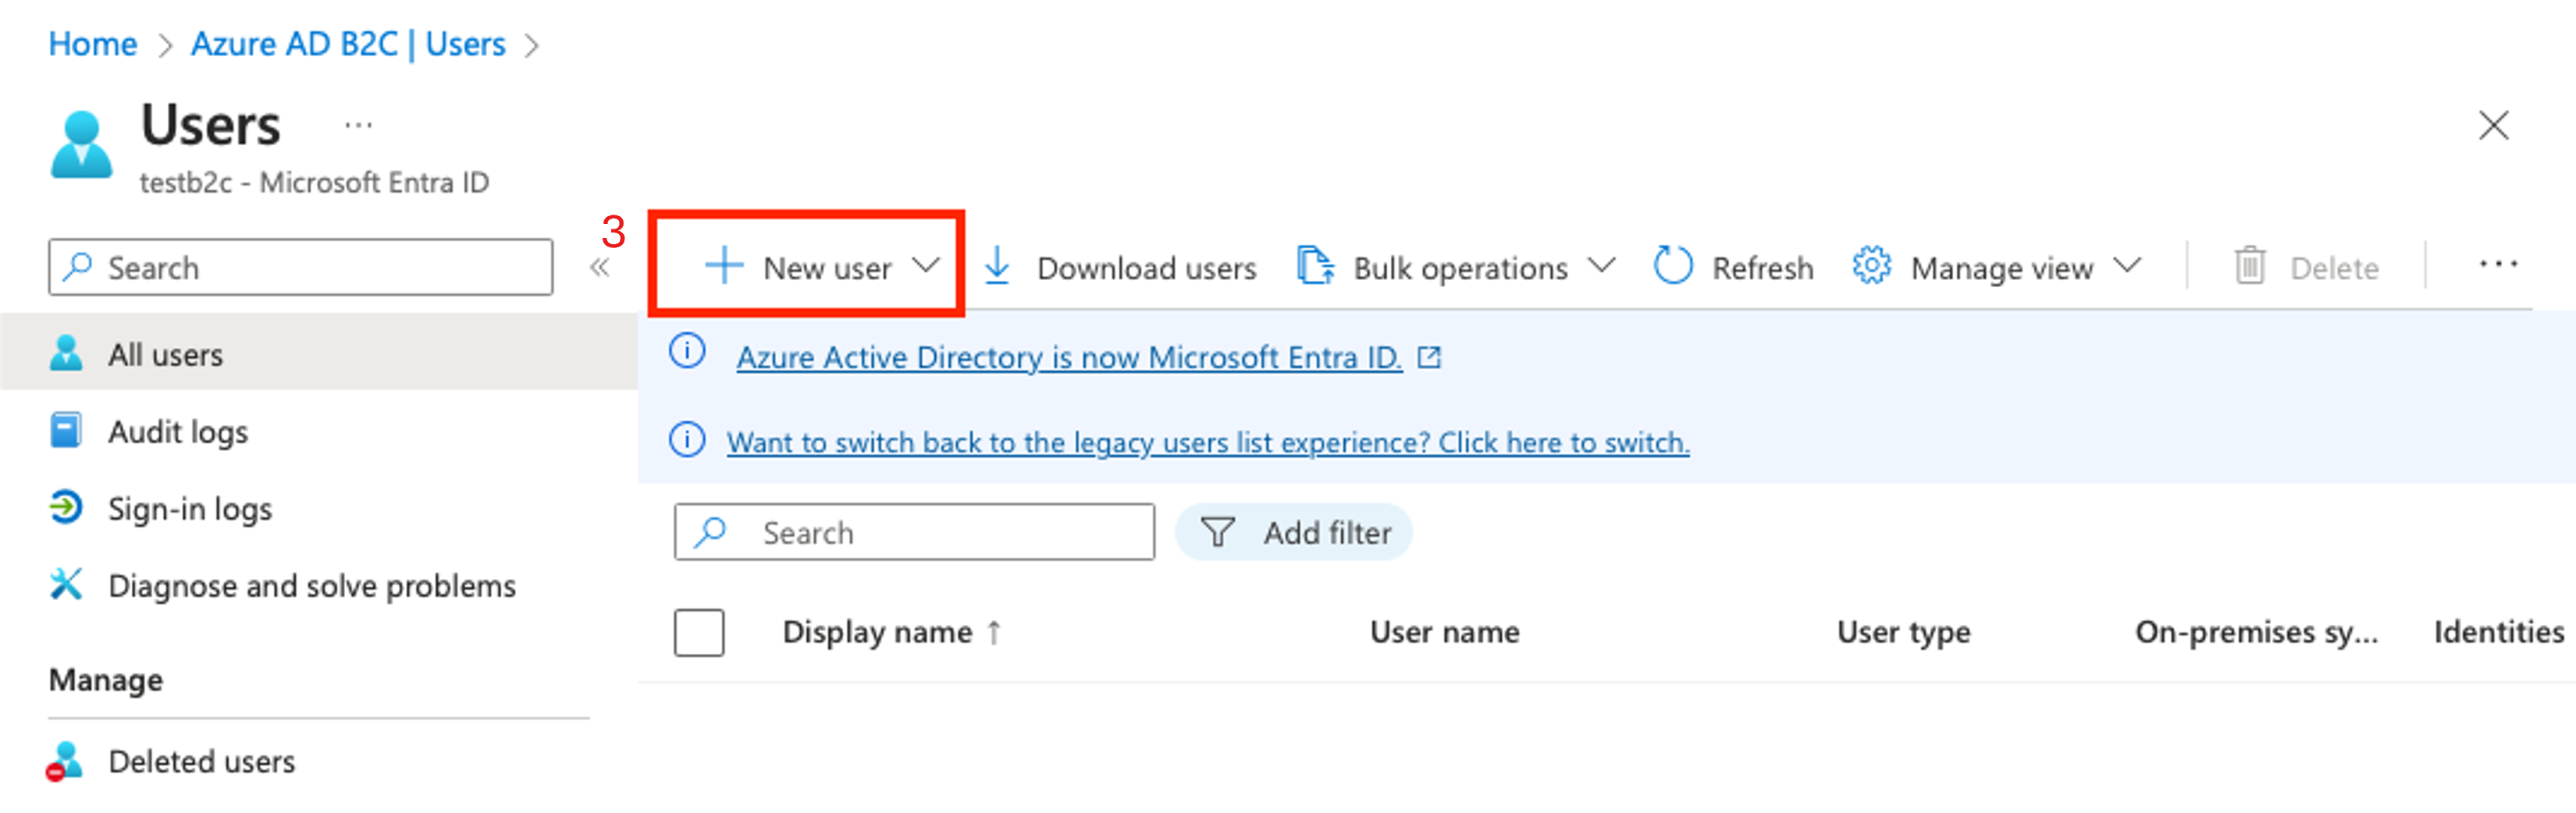 Home > Azure AD B2C | Users >
Users ...
testb2c - Microsoft Entra ID
3
Search «
New user Download users Bulk operations Refresh Manage view Delete ...
All users
Audit logs
Sign-in logs
Diagnose and solve problems
Manage
Deleted users
Azure Active Directory is now Microsoft Entra ID.
Want to switch back to the legacy users list experience? Click here to switch.
Search Add filter
Display name ↑ User name User type On-premises sy... Identities